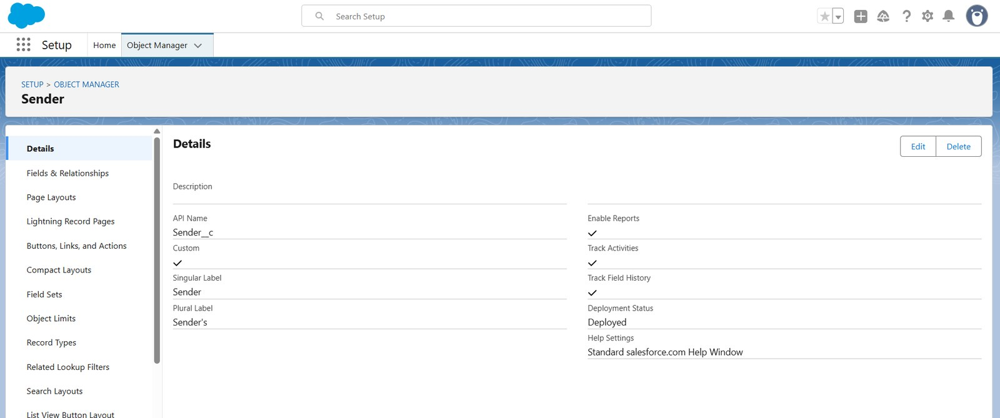 Search Setup
Setup
Home
Object Manager
SETUP > OBJECT MANAGER
Sender
Details
Fields & Relationships
Page Layouts
Lightning Record Pages
Buttons, Links, and Actions
Compact Layouts
Field Sets
Object Limits
Record Types
Related Lookup Filters
Search Layouts
List View Button Layout
Details
Edit
Delete
Description
API Name
Sender__c
Custom
Singular Label
Sender
Plural Label
Sender's
Enable Reports
Track Activities
Track Field History
Deployment Status
Deployed
Help Settings
Standard salesforce.com Help Window